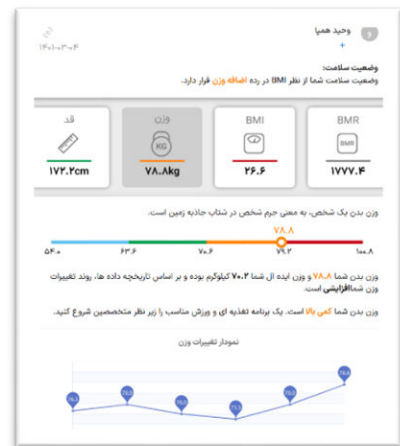 وحید همپا
و
+
۱۴۰۱-۰۳-۰۴
وضعیت سلامت:
وضعیت سلامت شما از نظر BMI در رده اضافه وزن قرار دارد.
BMR
BMI
وزن
قد
BMR
KG
۱۷۷۷.۴
۲۶.۶
۷۸.۸kg
۱۷۲.۲cm
وزن بدن یک شخص، به معنی جرم شخص در شتاب جاذبه زمین است.
۷۸.۸
۵۴.۰
۶۳.۶
۷۰.۶
۷۹.۲
۱۰۰.۸
وزن بدن شما ۷۸.۸ و وزن ایده آل شما ۷۰.۲ کیلوگرم بوده و بر اساس تاریخچه داده ها، روند تغییرات
وزن شماافزایشی است.
وزن بدن شما کمی بالا است. یک برنامه تغذیه ای و ورزش مناسب را زیر نظر متخصصین شروع کنید.
نمودار تغییرات وزن